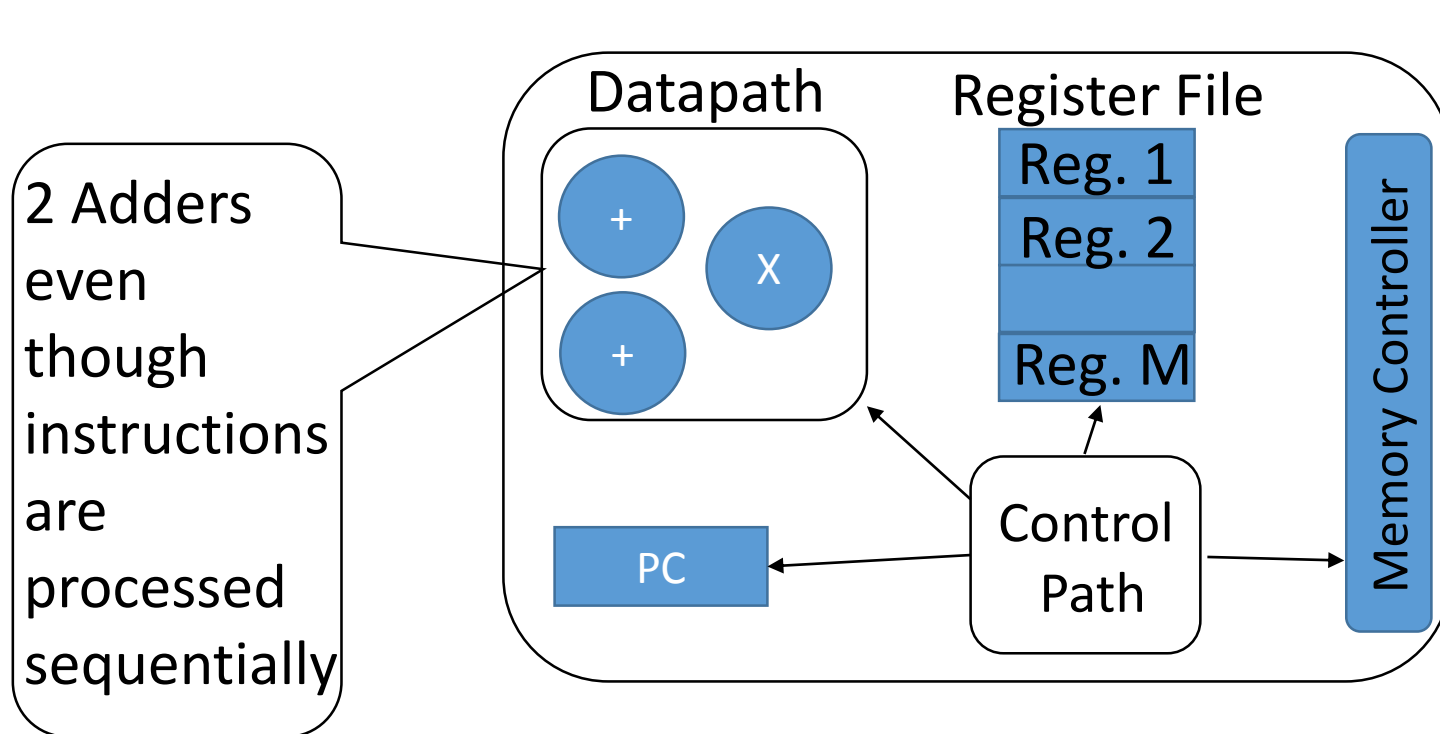 2 Adders
even
though
instructions
are
processed
sequentially
Datapath
+
+
X
PC
Register File
Reg. 1
Reg. 2
Reg. M
Control
Path
Memory Controller